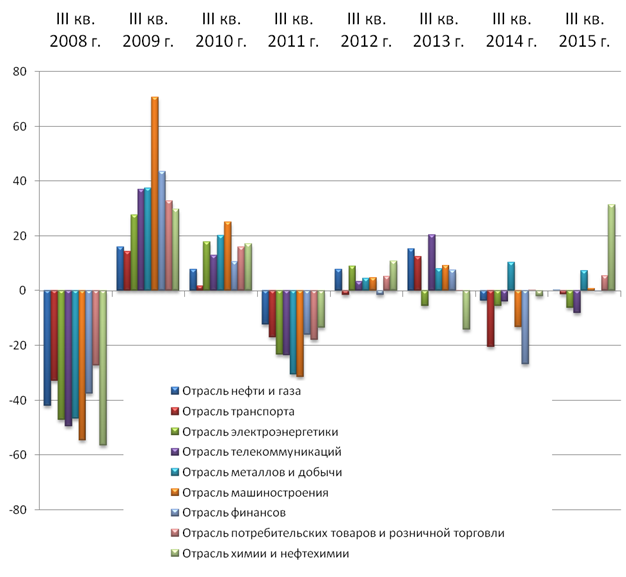 III кв. III кв. III кв. III кв. III кв. III кв. III кв. III кв.
2008 г. 2009 г. 2010 г. 2011 г. 2012 г. 2013 г. 2014 г. 2015 г.
80
60
40
20
0
-20
-40
-60
-80
Отрасль нефти и газа
Отрасль транспорта
Отрасль электроэнергетики
Отрасль телекоммуникаций
Отрасль металлов и добычи
Отрасль машиностроения
Отрасль финансов
Отрасль потребительских товаров и розничной торговли
Отрасль химии и нефтехимии